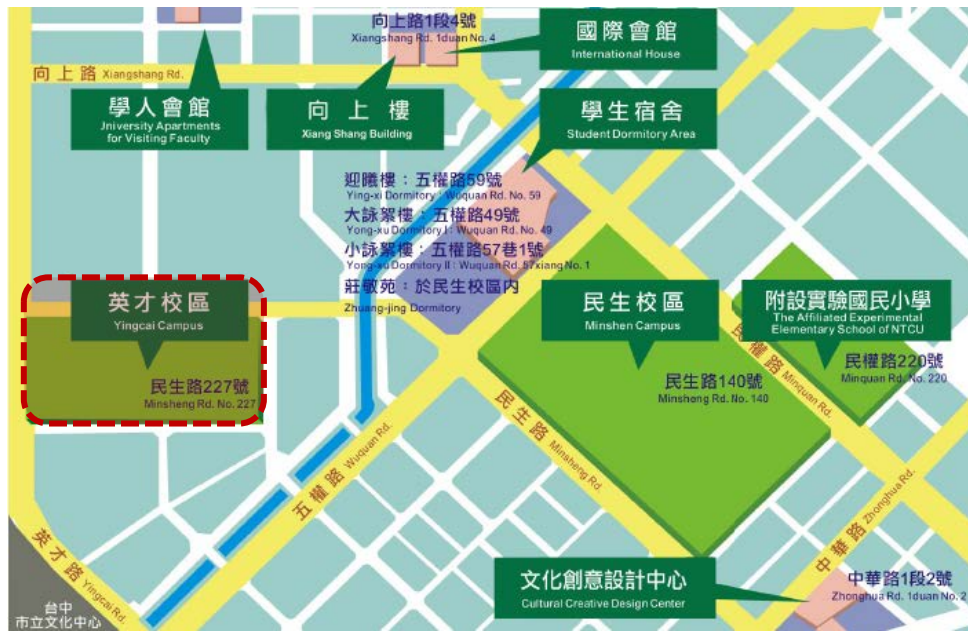 向上路1段4號
Xiangshang Rd. 1duan No. 4
國際會館
International House
向上路 Xiangshang Rd.
學人會館
Jniversity Apartments
for Visiting Faculty
向上樓
Xiang Shang Building
學生宿舍
Student Dormitory Area
迎曦樓：五權路59號
Ying-xi Dormitory : Wuquan Rd. No. 59
大詠絮樓：五權路49號
Yong-xu Dormitory I : Wuquan Rd. No. 49
小詠絮樓：五權路57巷1號
Yong-xu Dormitory II : Wuquan Rd. 57xiang No. 1
莊敬苑：於民生校區內
Zhuang-jing Dormitory
英才校區
Yingcai Campus
民生路227號
Minsheng Rd. No. 227
民生校區
Minshen Campus
民生路140號
Minsheng Rd. No. 140
附設實驗國民小學
The Affiliated Experimental
Elementary School of NTCU
民權路220號
Minquan Rd. No. 220
民權路 Minquan Rd.
民生路 Minsheng Rd.
五權路 Wuquan Rd.
中華路 Zhonghua Rd.
英才路 Yingcai Rd.
文化創意設計中心
Cultural Creative Design Center
中華路1段2號
Zhonghua Rd. 1duan No. 2
台中
市立文化中心